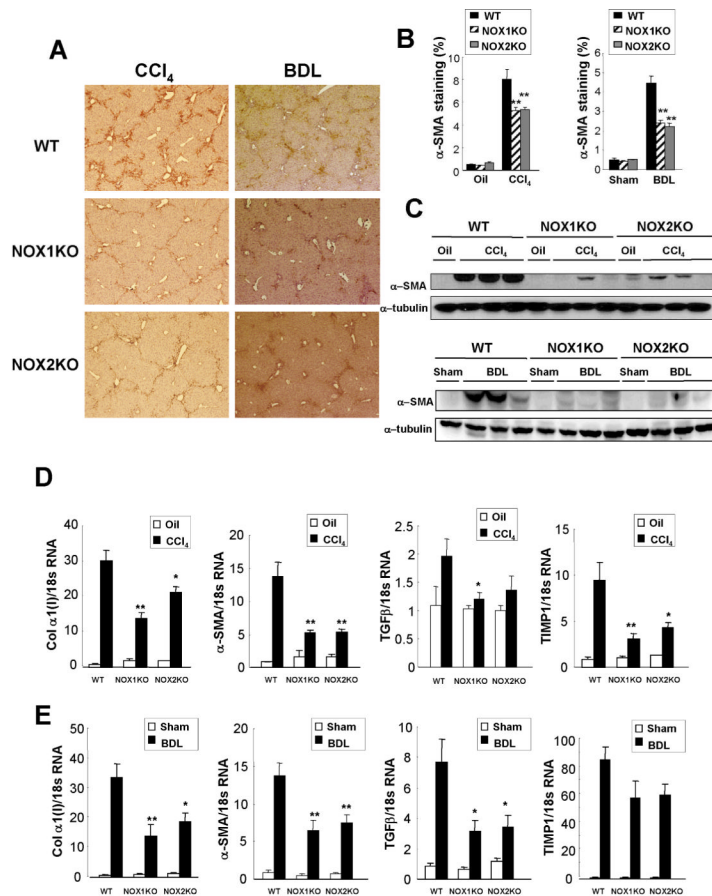 A
CCl4
BDL
WT
NOX1KO
NOX2KO
B
WT
NOX1KO
NOX2KO
α-SMA staining (%)
10
8
6
4
2
0
Oil
CCl4
**
**
WT
NOX1KO
NOX2KO
α-SMA staining (%)
6
5
4
3
2
1
0
Sham
BDL
**
**
C
WT
NOX1KO
NOX2KO
Oil
CCl4
Oil
CCl4
Oil
CCl4
α–SMA
α–tubulin
WT
NOX1KO
NOX2KO
Sham
BDL
Sham
BDL
Sham
BDL
α–SMA
α–tubulin
D
Col α1(I)/18s RNA
40
30
20
10
0
Oil
CCl4
**
*
WT
NOX1KO
NOX2KO
α-SMA/18s RNA
20
15
10
5
0
Oil
CCl4
**
**
WT
NOX1KO
NOX2KO
TGFβ/18s RNA
2.5
2
1.5
1
0.5
0
Oil
CCl4
*
WT
NOX1KO
NOX2KO
TIMP1/18s RNA
15
10
5
0
Oil
CCl4
**
*
WT
NOX1KO
NOX2KO
E
Col α1(I)/18s RNA
50
40
30
20
10
0
Sham
BDL
**
*
WT
NOX1KO
NOX2KO
α-SMA/18s RNA
20
15
10
5
0
Sham
BDL
**
**
WT
NOX1KO
NOX2KO
TGFβ/18s RNA
10
8
6
4
2
0
Sham
BDL
*
*
WT
NOX1KO
NOX2KO
TIMP1/18s RNA
100
80
60
40
20
0
Sham
BDL
WT
NOX1KO
NOX2KO